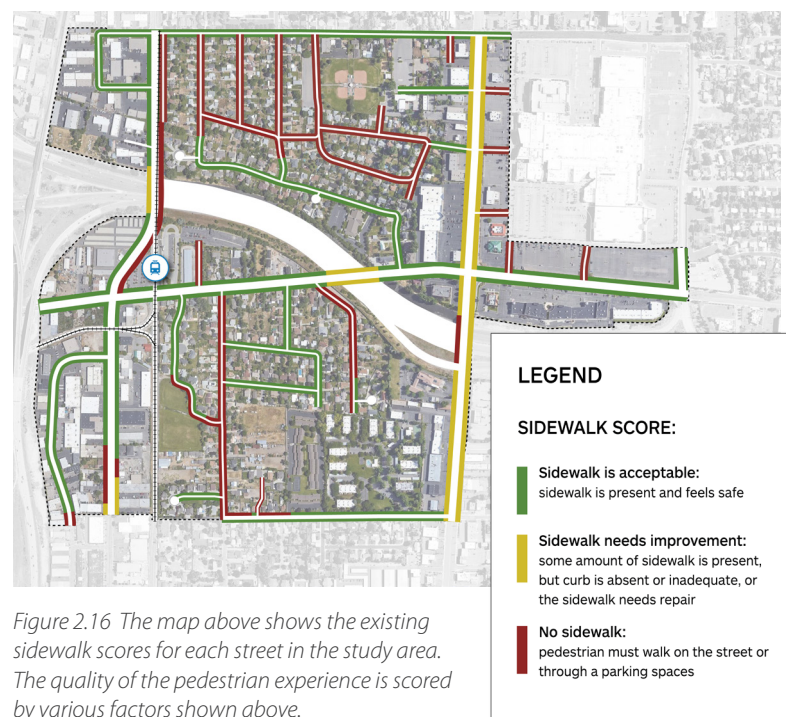 LEGEND
SIDEWALK SCORE:
Sidewalk is acceptable:
sidewalk is present and feels safe
Sidewalk needs improvement:
some amount of sidewalk is present,
but curb is absent or inadequate, or
the sidewalk needs repair
No sidewalk:
pedestrian must walk on the street or
through a parking spaces
Figure 2.16 The map above shows the existing
sidewalk scores for each street in the study area.
The quality of the pedestrian experience is scored
by various factors shown above.